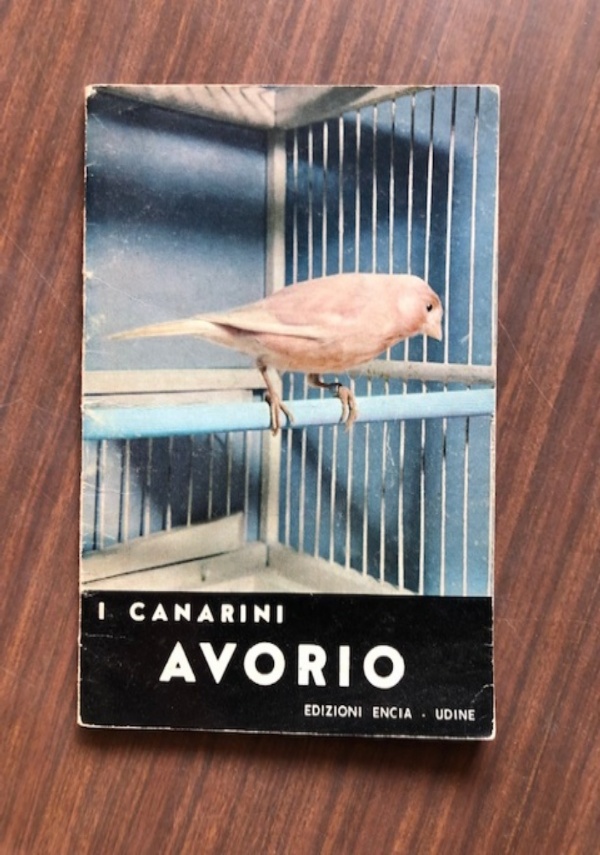 I CANARINI
AVORIO
EDIZIONI ENCIA - UDINE